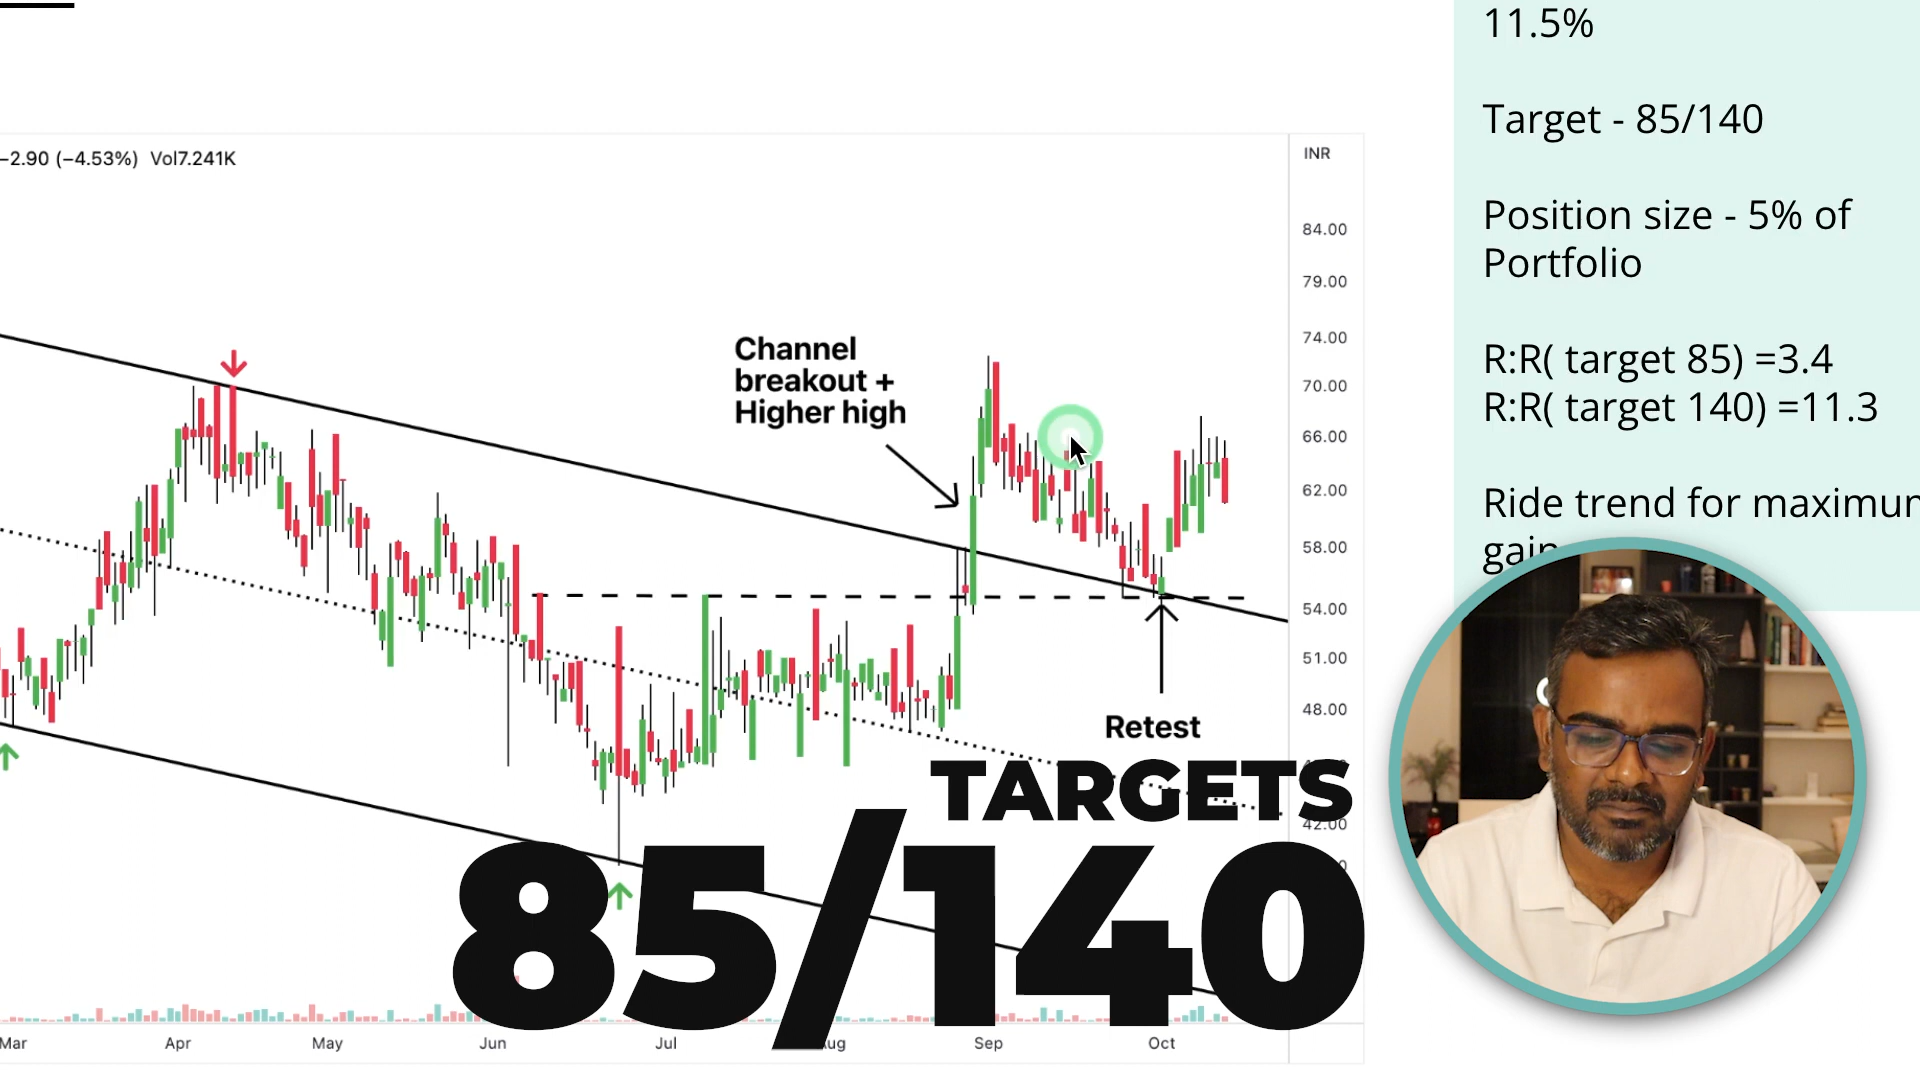 11.5%
Target - 85/140
Position size - 5% of
Portfolio
R:R( target 85) =3.4
R:R( target 140) =11.3
Ride trend for maximum
gain
−2.90 (−4.53%) Vol7.241K
INR
84.00
79.00
74.00
70.00
66.00
62.00
58.00
54.00
51.00
48.00
42.00
Channel
breakout +
Higher high
Retest
TARGETS
85/140
Mar Apr May Jun Jul Aug Sep Oct